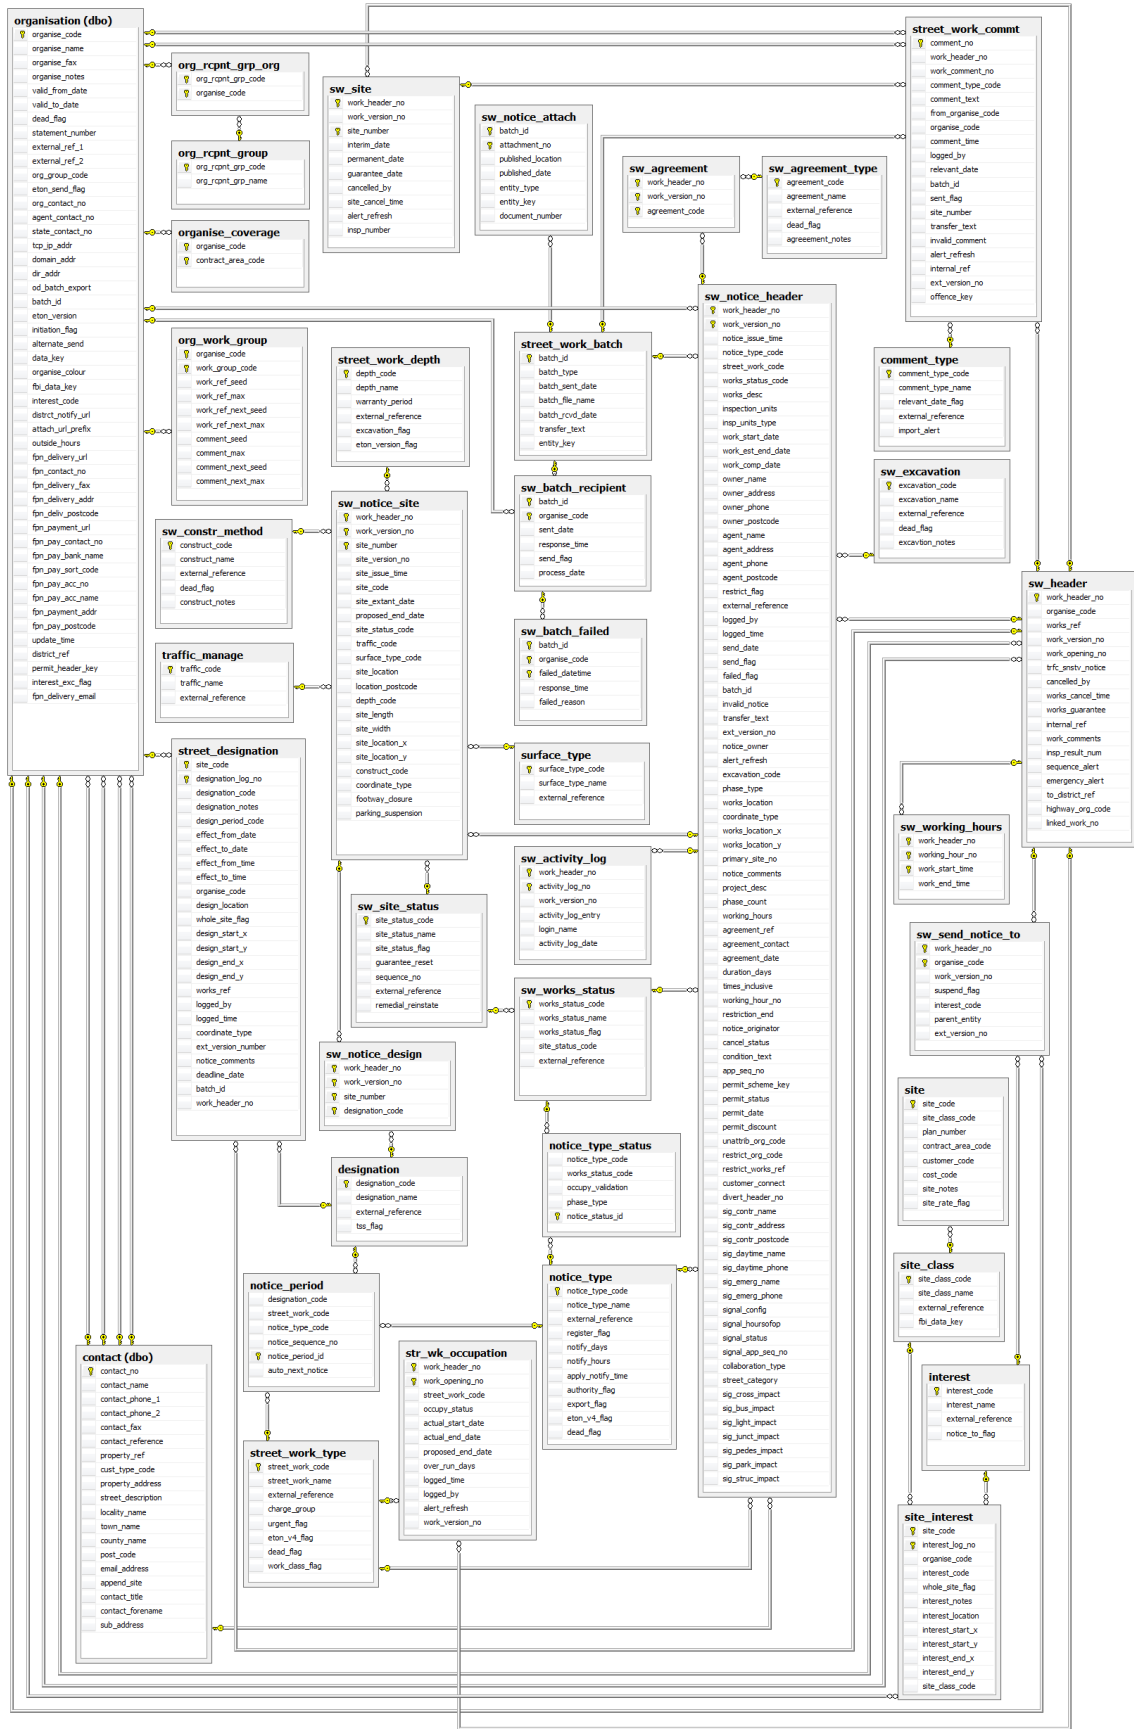 organisation (dbo)
organise_code
organise_name
organise_fax
organise_notes
valid_from_date
valid_to_date
dead_flag
statement_number
external_ref_1
external_ref_2
org_group_code
eton_send_flag
org_contact_no
agent_contact_no
state_contact_no
tcp_ip_addr
domain_addr
dir_addr
od_batch_export
batch_id
eton_version
initiation_flag
alternate_send
data_key
organise_colour
fbi_data_key
interest_code
distrct_notify_url
attach_url_prefix
outside_hours
fpn_delivery_url
fpn_contact_no
fpn_delivery_fax
fpn_delivery_addr
fpn_deliv_postcode
fpn_payment_url
fpn_pay_contact_no
fpn_pay_bank_name
fpn_pay_sort_code
fpn_pay_acc_no
fpn_pay_acc_name
fpn_payment_addr
fpn_pay_postcode
update_time
district_ref
permit_header_key
interest_exc_flag
fpn_delivery_email
org_rcpnt_grp_org
org_rcpnt_grp_code
organise_code
org_rcpnt_group
org_rcpnt_grp_code
org_rcpnt_grp_name
organise_coverage
organise_code
contract_area_code
org_work_group
organise_code
work_group_code
work_ref_seed
work_ref_max
work_ref_next_seed
work_ref_next_max
comment_seed
comment_max
comment_next_seed
comment_next_max
sw_constr_method
construct_code
construct_name
external_reference
dead_flag
construct_notes
traffic_manage
traffic_code
traffic_name
external_reference
street_designation
site_code
designation_log_no
designation_code
designation_notes
design_period_code
effect_from_date
effect_to_date
effect_from_time
effect_to_time
organise_code
design_location
whole_site_flag
design_start_x
design_start_y
design_end_x
design_end_y
works_ref
logged_by
logged_time
coordinate_type
ext_version_number
notice_comments
deadline_date
batch_id
work_header_no
contact (dbo)
contact_no
contact_name
contact_phone_1
contact_phone_2
contact_fax
contact_reference
property_ref
cust_type_code
property_address
street_description
locality_name
town_name
county_name
post_code
email_address
append_site
contact_title
contact_forename
sub_address
sw_site
work_header_no
work_version_no
site_number
interim_date
permanent_date
guarantee_date
cancelled_by
site_cancel_time
alert_refresh
insp_number
street_work_depth
depth_code
depth_name
warranty_period
external_reference
excavation_flag
eton_version_flag
sw_notice_site
work_header_no
work_version_no
site_number
site_version_no
site_issue_time
site_code
site_extant_date
proposed_end_date
site_status_code
traffic_code
surface_type_code
site_location
location_postcode
depth_code
site_length
site_width
site_location_x
site_location_y
construct_code
coordinate_type
footway_closure
parking_suspension
sw_site_status
site_status_code
site_status_name
site_status_flag
guarantee_reset
sequence_no
external_reference
remedial_reinstate
sw_notice_design
work_header_no
work_version_no
site_number
designation_code
designation
designation_code
designation_name
external_reference
tss_flag
notice_period
designation_code
street_work_code
notice_type_code
notice_sequence_no
notice_period_id
auto_next_notice
street_work_type
street_work_code
street_work_name
external_reference
charge_group
urgent_flag
eton_v4_flag
dead_flag
work_class_flag
str_wk_occupation
work_header_no
work_opening_no
street_work_code
occupy_status
actual_start_date
actual_end_date
proposed_end_date
over_run_days
logged_time
logged_by
alert_refresh
work_version_no
sw_notice_attach
batch_id
attachment_no
published_location
published_date
entity_type
entity_key
document_number
street_work_batch
batch_id
batch_type
batch_sent_date
batch_file_name
batch_rcvd_date
transfer_text
entity_key
sw_batch_recipient
batch_id
organise_code
sent_date
response_time
send_flag
process_date
sw_batch_failed
batch_id
organise_code
failed_datetime
response_time
failed_reason
surface_type
surface_type_code
surface_type_name
external_reference
sw_activity_log
work_header_no
activity_log_no
work_version_no
activity_log_entry
login_name
activity_log_date
sw_works_status
works_status_code
works_status_name
works_status_flag
site_status_code
external_reference
notice_type_status
notice_type_code
works_status_code
occupy_validation
phase_type
notice_status_id
notice_type
notice_type_code
notice_type_name
external_reference
register_flag
notify_days
notify_hours
apply_notify_time
authority_flag
export_flag
eton_v4_flag
dead_flag
sw_agreement
work_header_no
work_version_no
agreement_code
sw_agreement_type
agreement_code
agreement_name
external_reference
dead_flag
agreeement_notes
sw_notice_header
work_header_no
work_version_no
notice_issue_time
notice_type_code
street_work_code
works_status_code
works_desc
inspection_units
insp_units_type
work_start_date
work_est_end_date
work_comp_date
owner_name
owner_address
owner_phone
owner_postcode
agent_name
agent_address
agent_phone
agent_postcode
restrict_flag
external_reference
logged_by
logged_time
send_date
send_flag
failed_flag
batch_id
invalid_notice
transfer_text
ext_version_no
notice_owner
alert_refresh
excavation_code
phase_type
works_location
coordinate_type
works_location_x
works_location_y
primary_site_no
notice_comments
project_desc
phase_count
working_hours
agreement_ref
agreement_contact
agreement_date
duration_days
times_inclusive
working_hour_no
restriction_end
notice_originator
cancel_status
condition_text
app_seq_no
permit_scheme_key
permit_status
permit_date
permit_discount
unattrib_org_code
restrict_org_code
restrict_works_ref
customer_connect
divert_header_no
sig_contr_name
sig_contr_address
sig_contr_postcode
sig_daytime_name
sig_daytime_phone
sig_emerg_name
sig_emerg_phone
signal_config
signal_hoursofop
signal_status
signal_app_seq_no
collaboration_type
street_category
sig_cross_impact
sig_bus_impact
sig_light_impact
sig_junct_impact
sig_pedes_impact
sig_park_impact
sig_struc_impact
street_work_commt
comment_no
work_header_no
work_comment_no
comment_type_code
comment_text
from_organise_code
organise_code
comment_time
logged_by
relevant_date
batch_id
sent_flag
site_number
transfer_text
invalid_comment
alert_refresh
internal_ref
ext_version_no
offence_key
comment_type
comment_type_code
comment_type_name
relevant_date_flag
external_reference
import_alert
sw_excavation
excavation_code
excavation_name
external_reference
dead_flag
excavtion_notes
sw_header
work_header_no
organise_code
works_ref
work_version_no
work_opening_no
trfc_snstv_notice
cancelled_by
works_cancel_time
works_guarantee
internal_ref
work_comments
insp_result_num
sequence_alert
emergency_alert
to_district_ref
highway_org_code
linked_work_no
sw_working_hours
work_header_no
working_hour_no
work_start_time
work_end_time
sw_send_notice_to
work_header_no
organise_code
work_version_no
suspend_flag
interest_code
parent_entity
ext_version_no
site
site_code
site_class_code
plan_number
contract_area_code
customer_code
cost_code
site_notes
site_rate_flag
site_class
site_class_code
site_class_name
external_reference
fbi_data_key
interest
interest_code
interest_name
external_reference
notice_to_flag
site_interest
site_code
interest_log_no
organise_code
interest_code
whole_site_flag
interest_notes
interest_location
interest_start_x
interest_start_y
interest_end_x
interest_end_y
site_class_code